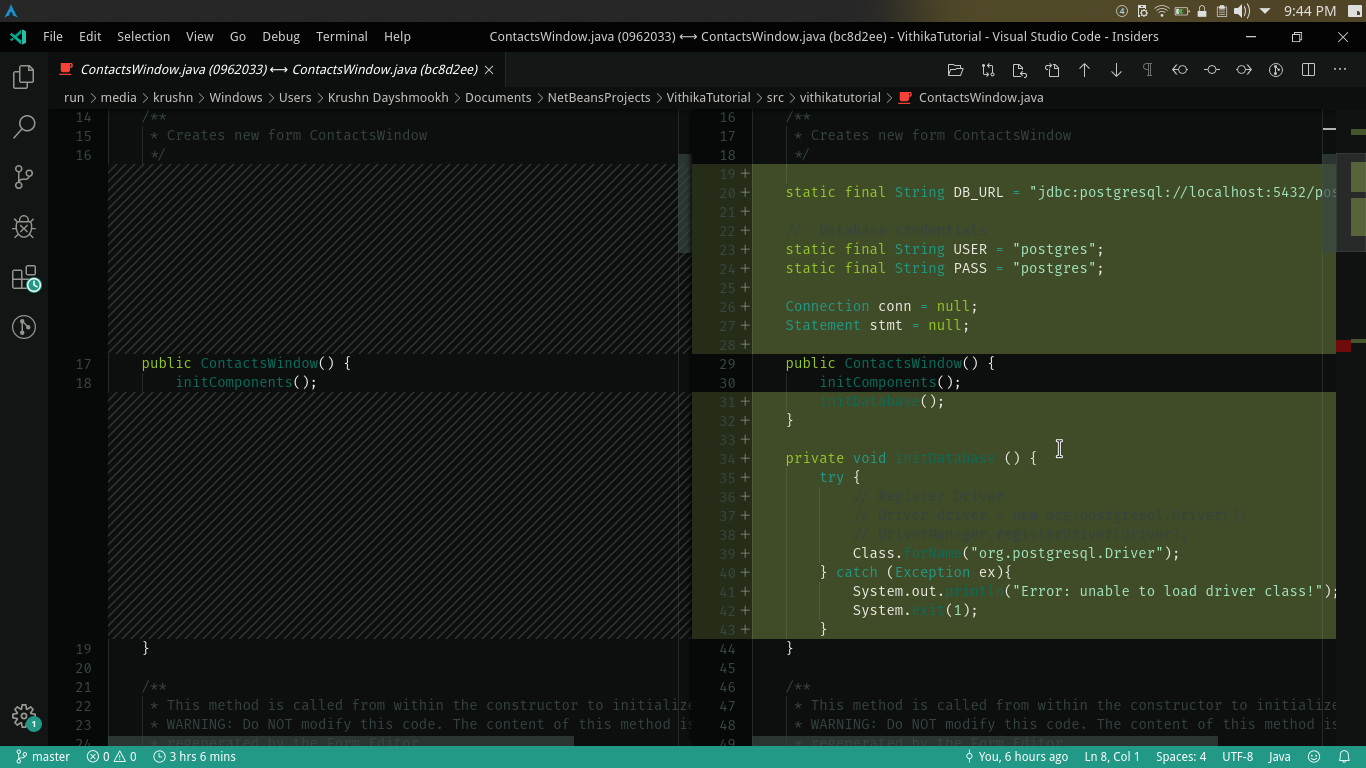 4
9:44 PM
File Edit Selection View Go Debug Terminal Help
ContactsWindow.java (0962033) ⟷ ContactsWindow.java (bc8d2ee) - VithikaTutorial - Visual Studio Code - Insiders
ContactsWindow.java (0962033) ⟷ ContactsWindow.java (bc8d2ee)
run > media > krushn > Windows > Users > Krushn Dayshmookh > Documents > NetBeansProjects > VithikaTutorial > src > vithikatutorial > ContactsWindow.java
14 /**
15 * Creates new form ContactsWindow
16 */
17 public ContactsWindow() {
18 initComponents();
19 }
20
21 /**
22 * This method is called from within the constructor to initialize
23 * WARNING: Do NOT modify this code. The content of this method is
24 * regenerated by the Form Editor.
16 /**
17 * Creates new form ContactsWindow
18 */
19 +
20 + static final String DB_URL = "jdbc:postgresql://localhost:5432/pos
21 +
22 + // Database credentials
23 + static final String USER = "postgres";
24 + static final String PASS = "postgres";
25 +
26 + Connection conn = null;
27 + Statement stmt = null;
28 +
29 public ContactsWindow() {
30 initComponents();
31 + initDatabase();
32 + }
33 +
34 + private void initDatabase () {
35 + try {
36 + // Register Driver
37 + // Driver driver = new org.postgresql.Driver();
38 + // DriverManager.registerDriver(driver);
39 + Class.forName("org.postgresql.Driver");
40 + } catch (Exception ex){
41 + System.out.println("Error: unable to load driver class!");
42 + System.exit(1);
43 + }
44 }
45
46 /**
47 * This method is called from within the constructor to initialize
48 * WARNING: Do NOT modify this code. The content of this method is
49 * regenerated by the Form Editor.
1
master 0 0 3 hrs 6 mins
You, 6 hours ago Ln 8, Col 1 Spaces: 4 UTF-8 Java